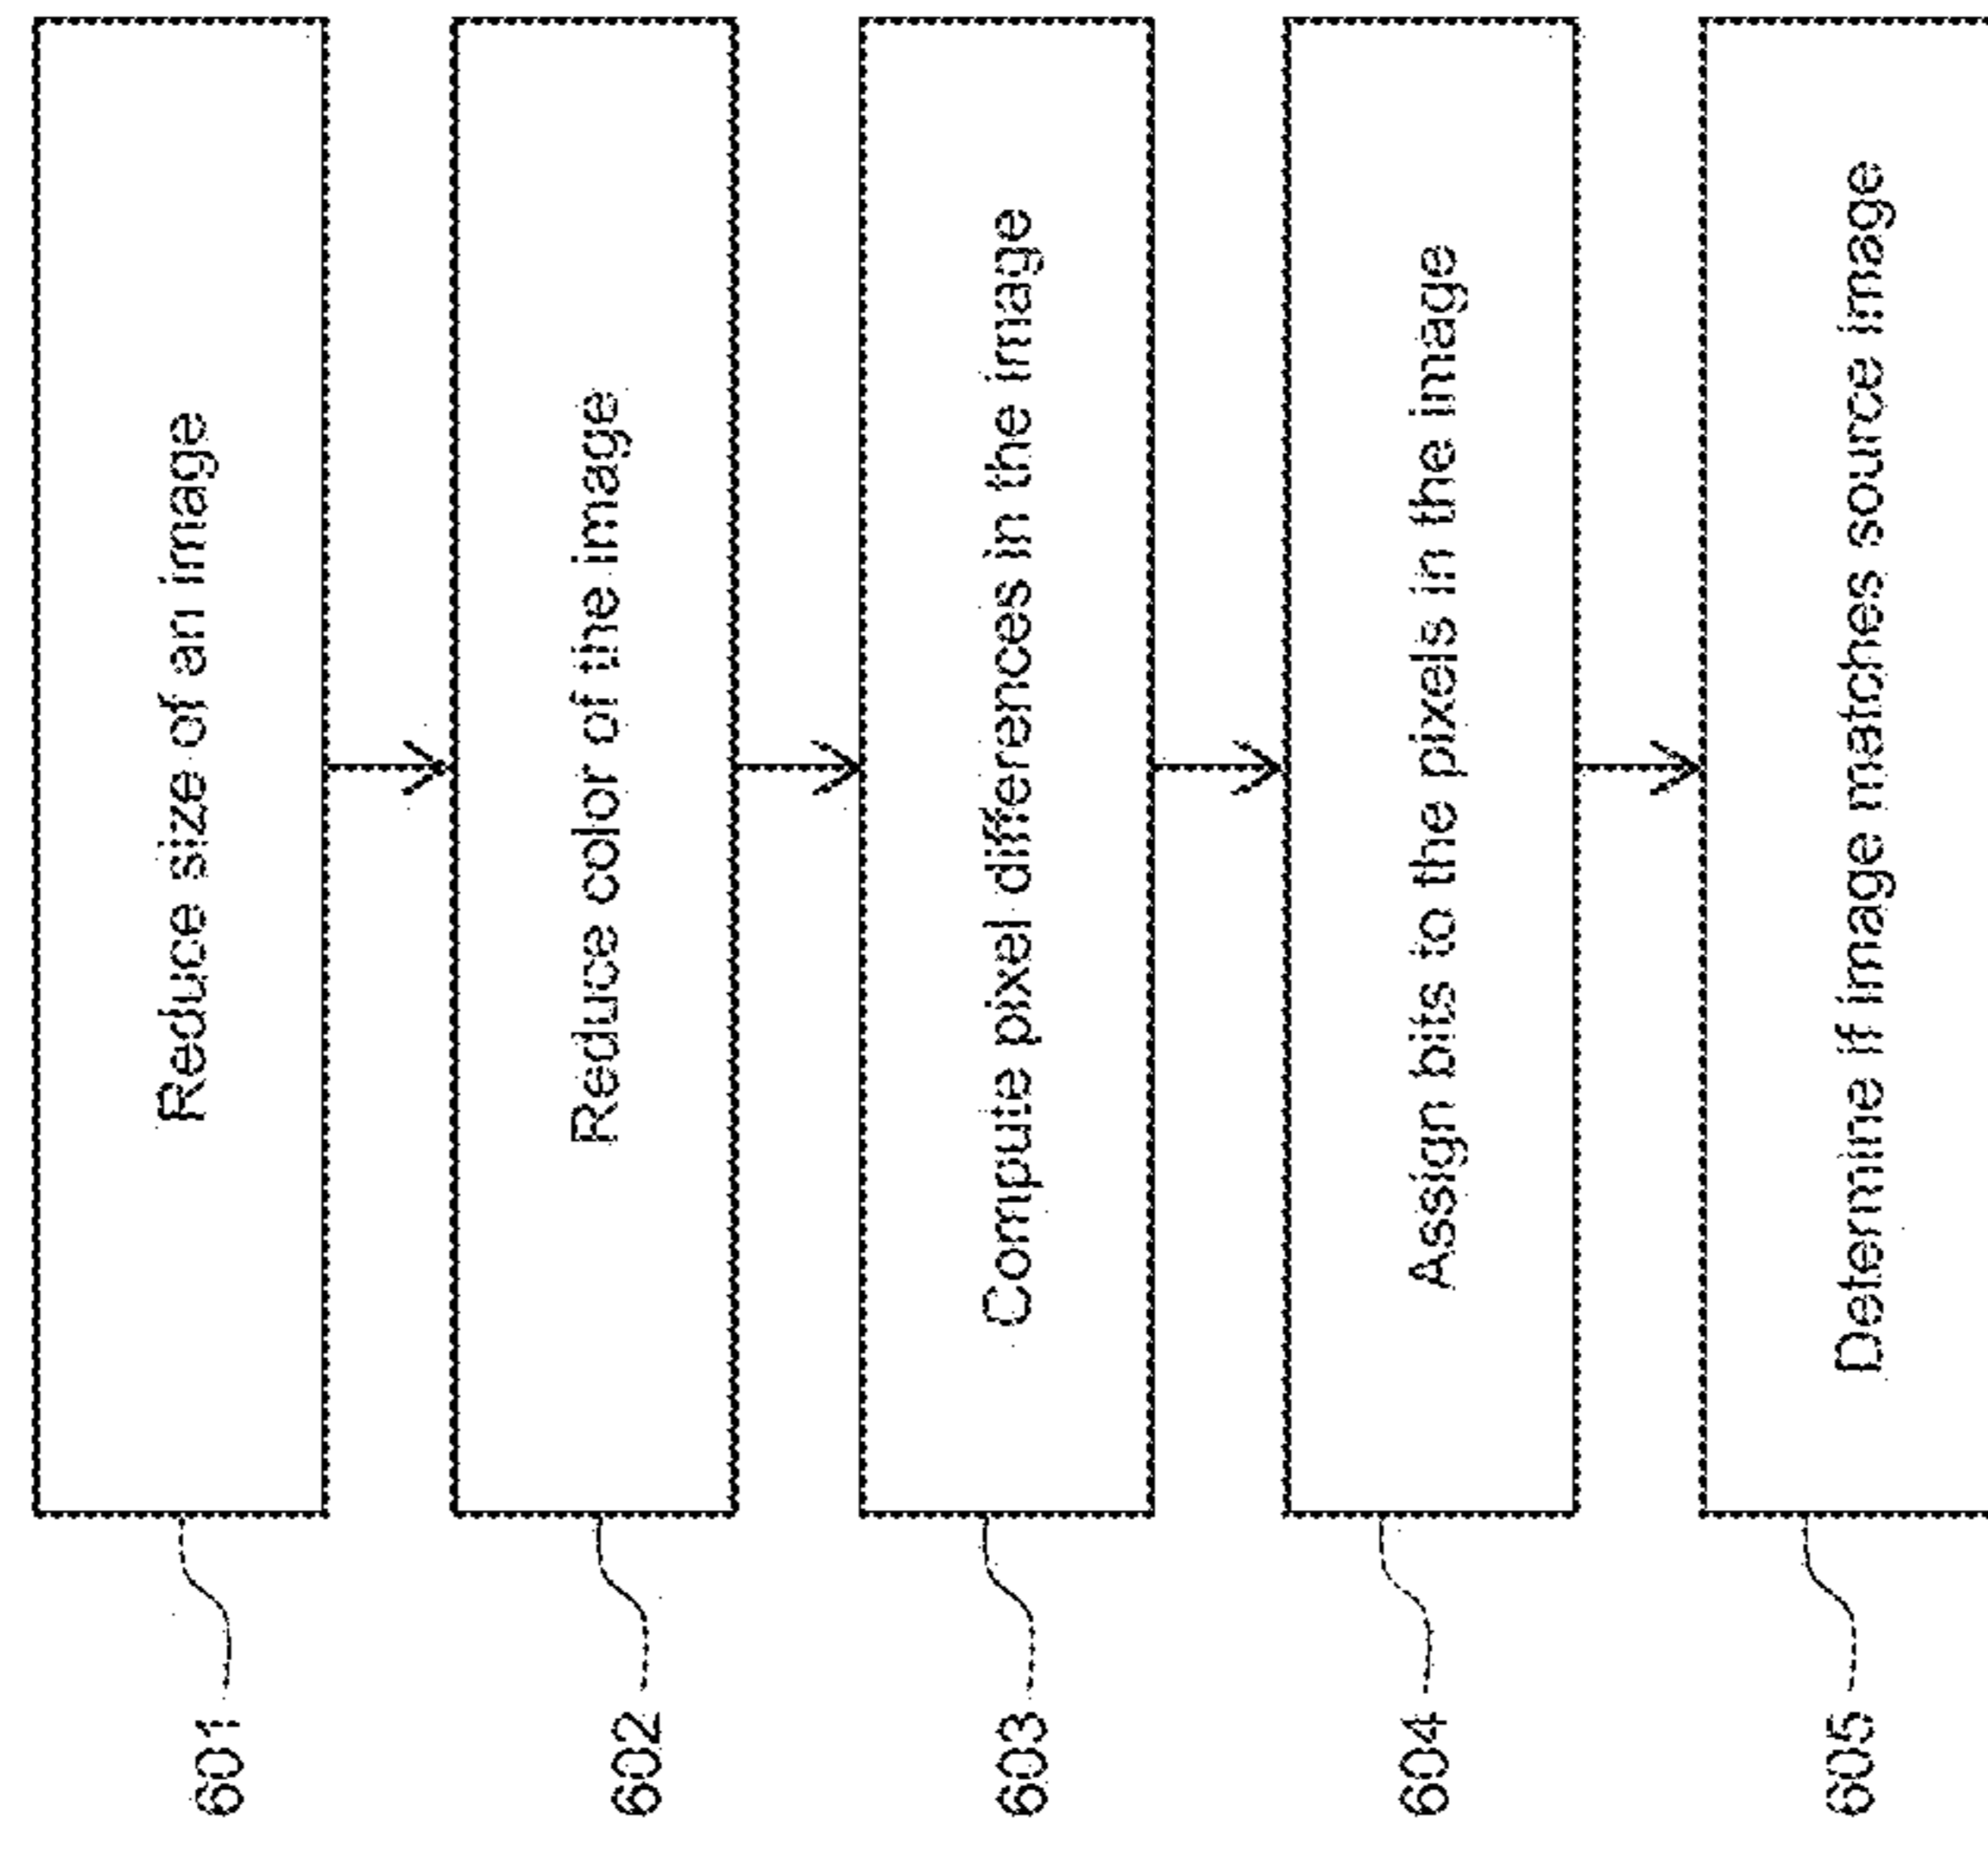 601
Reduce size of an image
602
Reduce color of the image
603
Compute pixel differences in the image
604
Assign bits to the pixels in the image
605
Determine if image matches source image